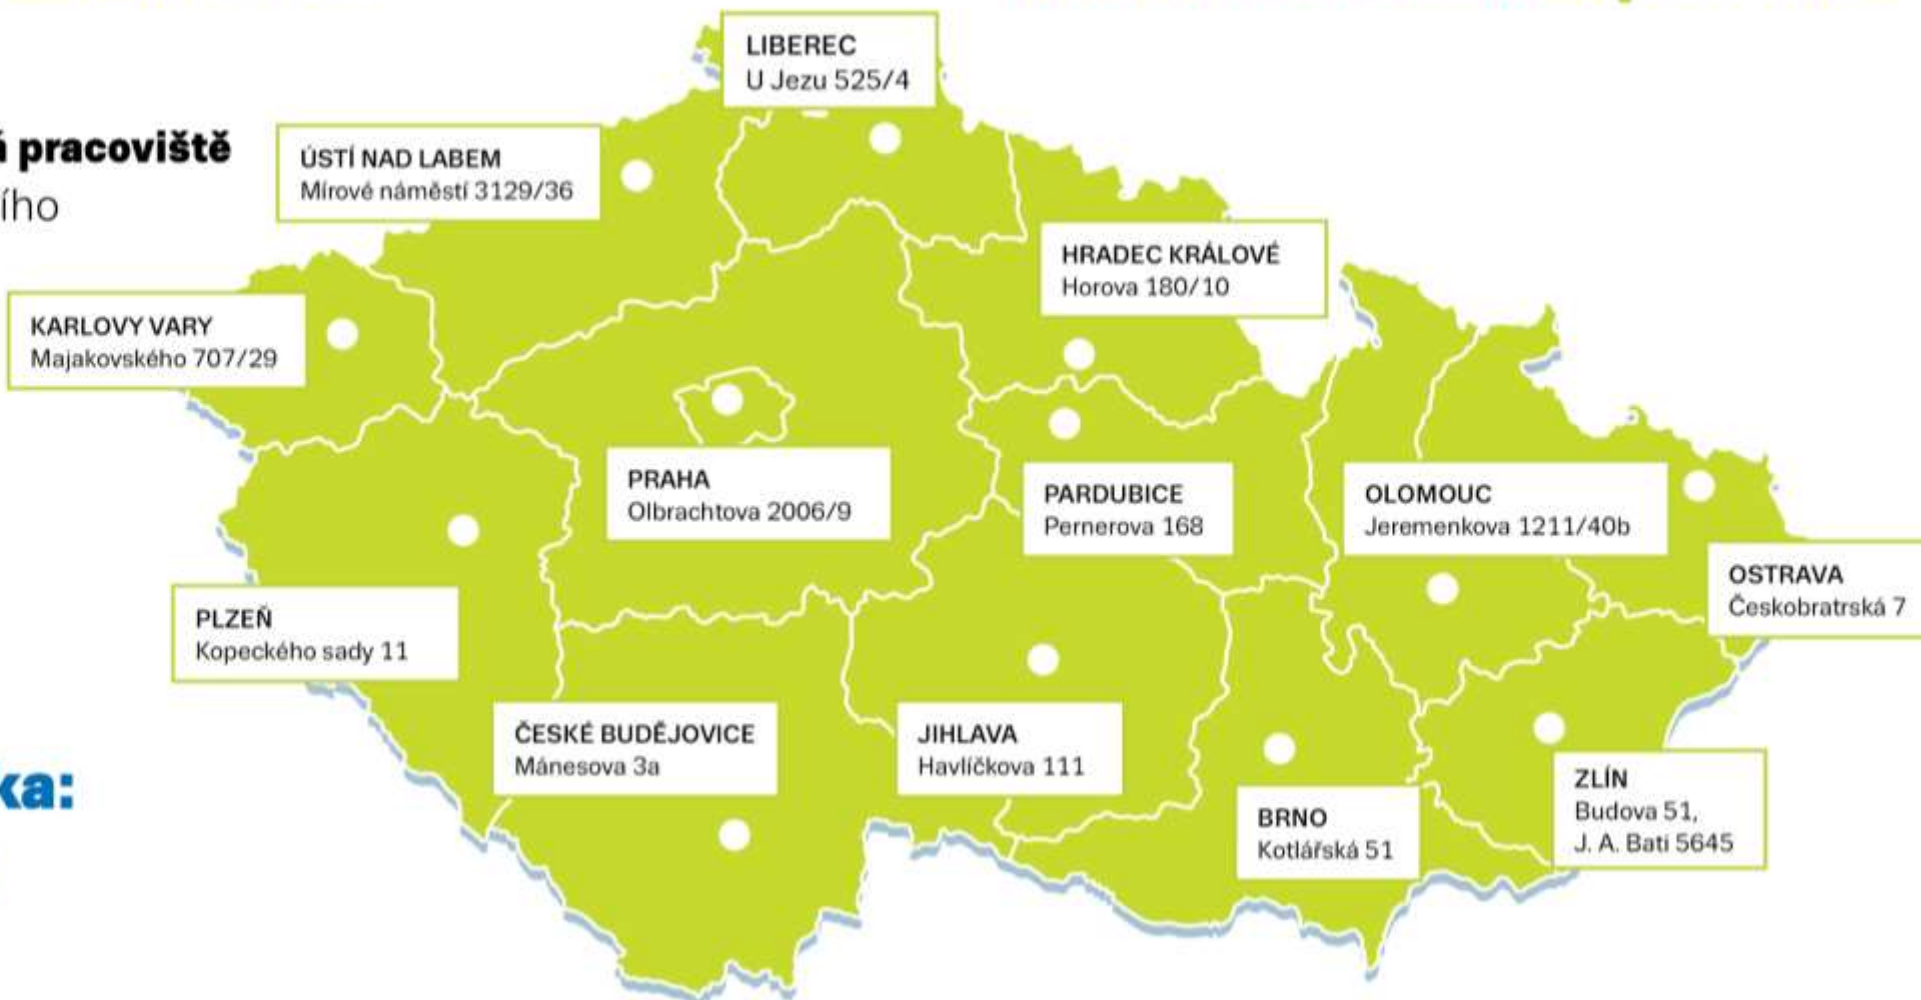 LIBEREC
U Jezu 525/4
pracoviště
ího
ÚSTÍ NAD LABEM
Mírové náměstí 3129/36
HRADEC KRÁLOVÉ
Horova 180/10
KARLOVY VARY
Majakovského 707/29
PRAHA
Olbrachtova 2006/9
PARDUBICE
Pernerova 168
OLOMOUC
Jeremenkova 1211/40b
OSTRAVA
Českobratrská 7
PLZEŇ
Kopeckého sady 11
ČESKÉ BUDĚJOVICE
Mánesova 3a
JIHLAVA
Havlíčkova 111
ka:
BRNO
Kotlářská 51
ZLÍN
Budova 51,
J. A. Bati 5645